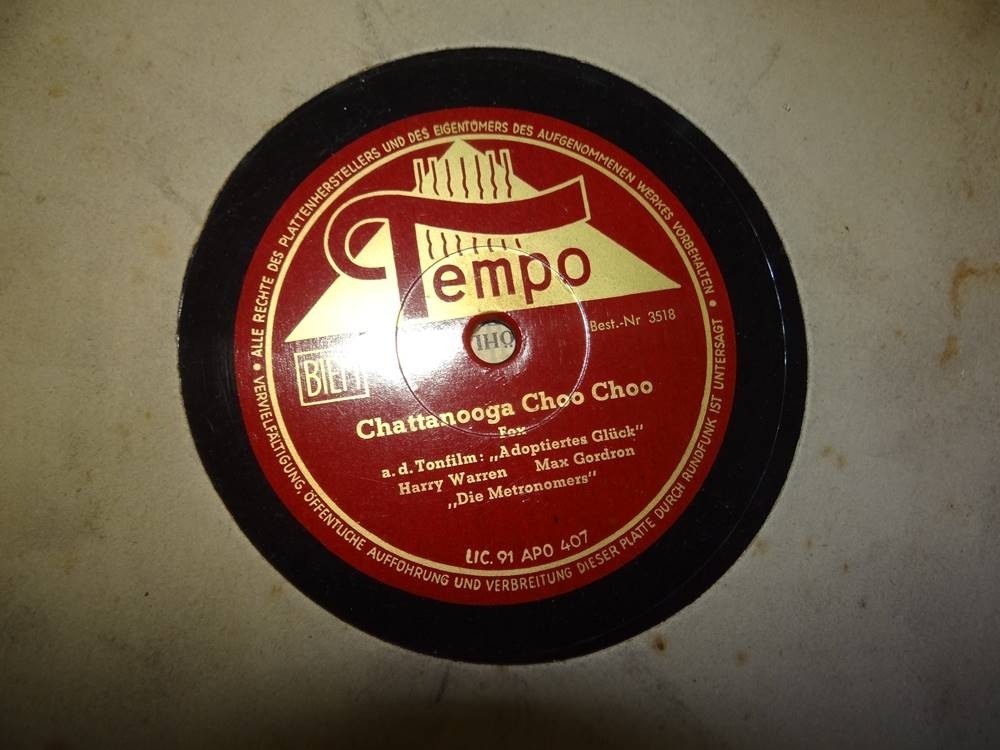 • ALLE RECHTE DES PLATTENHERSTELLERS UND DES EIGENTÜMERS DES AUFGENOMMENEN WERKES VORBEHALTEN •
VERVIELFÄLTIGUNG, ÖFFENTLICHE AUFFÜHRUNG UND VERBREITUNG DIESER PLATTE DURCH RUNDFUNK IST UNTERSAGT
Tempo
Best.-Nr 3518
BIEM
Chattanooga Choo Choo
Fox
a. d. Tonfilm: „Adoptiertes Glück"
Harry Warren Max Gordron
„Die Metronomers"
LIC. 91 APO 407